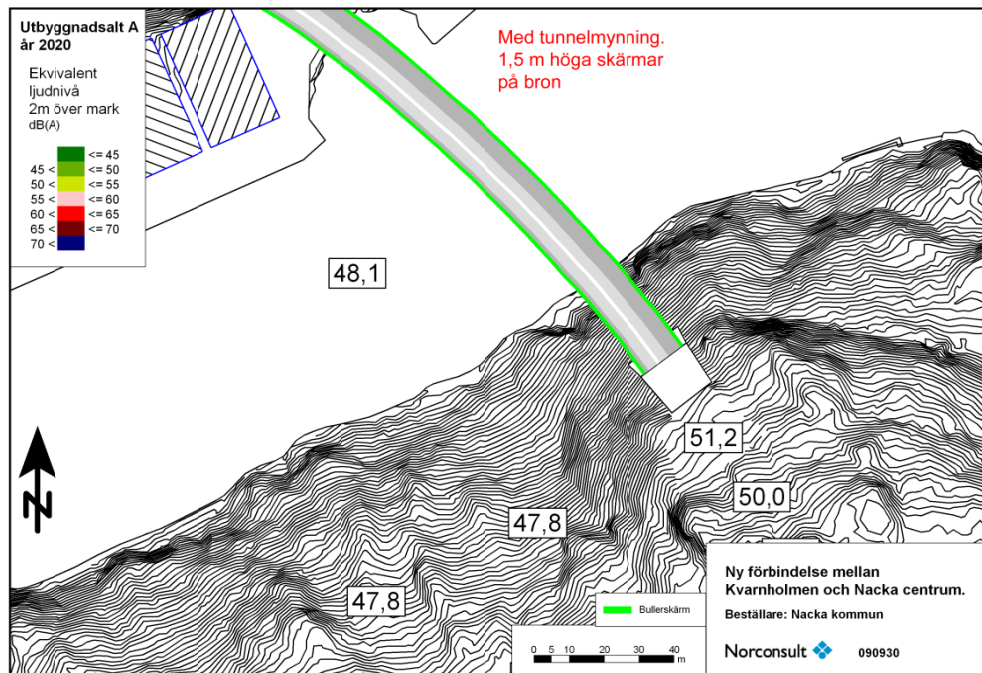 Utbyggnadsalt A
år 2020
Ekvivalent
ljudnivå
2m över mark
dB(A)
<= 45
45 < <= 50
50 < <= 55
55 < <= 60
60 < <= 65
65 < <= 70
70 <
Med tunnelmynning.
1,5 m höga skärmar
på bron
48,1
51,2
50,0
47,8
47,8
N
Bullerskärm
0 5 10 20 30 40
m
Ny förbindelse mellan
Kvarnholmen och Nacka centrum.
Beställare: Nacka kommun
Norconsult 090930